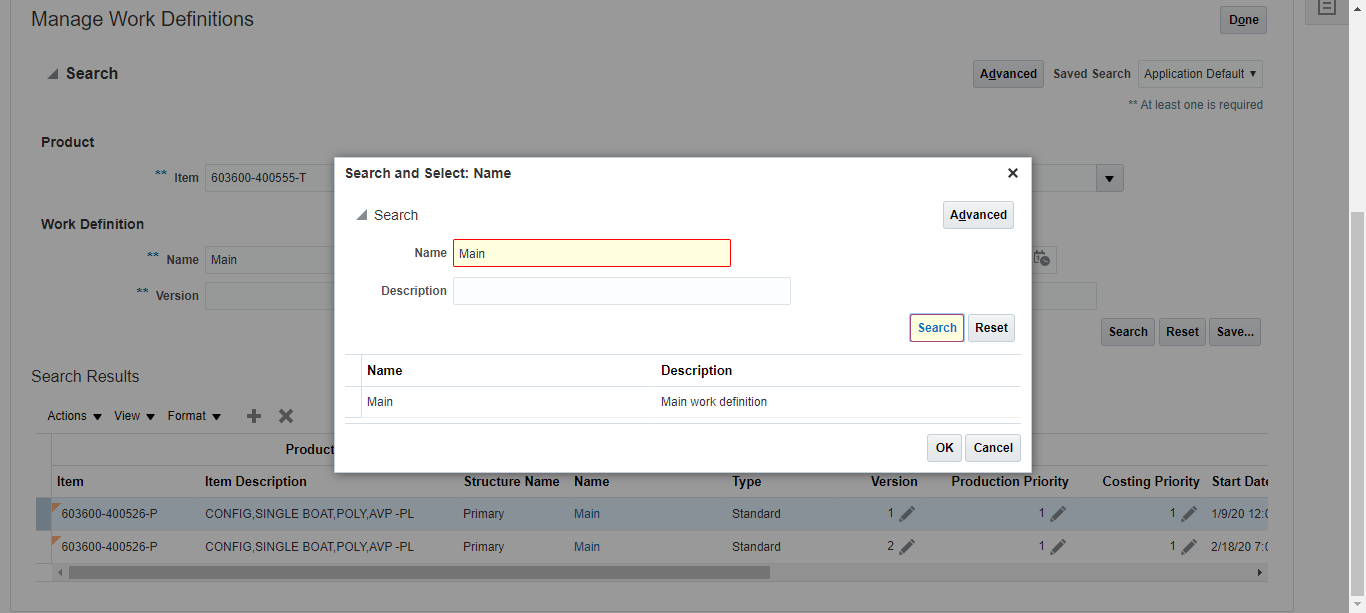 Manage Work Definitions
Done
Search
Advanced Saved Search Application Default
** At least one is required
Product
** Item 603600-400555-T
Work Definition
** Name Main
** Version
Search Reset Save...
Search and Select: Name
Search
Advanced
Name Main
Description
Search Reset
Name Description
Main Main work definition
OK Cancel
Search Results
Actions View Format
Product
Item Item Description Structure Name Name Type Version Production Priority Costing Priority Start Date
603600-400526-P CONFIG,SINGLE BOAT,POLY,AVP -PL Primary Main Standard 1 1 1 1/9/20 12:0
603600-400526-P CONFIG,SINGLE BOAT,POLY,AVP -PL Primary Main Standard 2 1 1 2/18/20 7:0